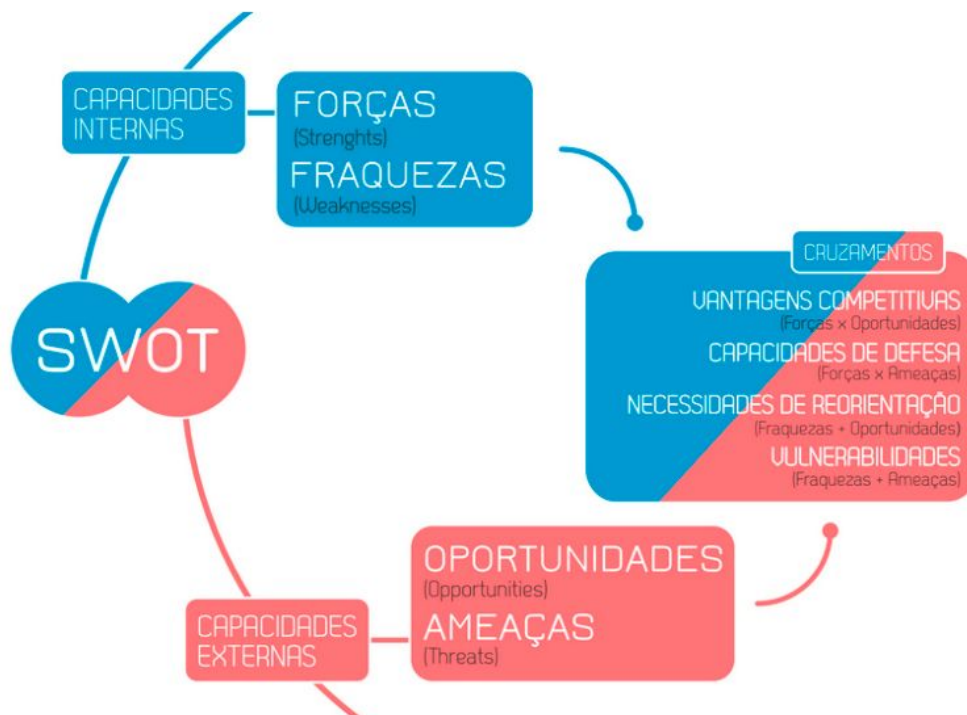 CAPACIDADES
INTERNAS
FORÇAS
(Strenghts)
FRAQUEZAS
(Weaknesses)
SWOT
CRUZAMENTOS
VANTAGENS COMPETITIVAS
(Forças x Oportunidades)
CAPACIDADES DE DEFESA
(Forças x Ameaças)
NECESSIDADES DE REORIENTAÇÃO
(Fraquezas + Oportunidades)
VULNERABILIDADES
(Fraquezas + Ameaças)
OPORTUNIDADES
(Opportunities)
AMEAÇAS
(Threats)
CAPACIDADES
EXTERNAS